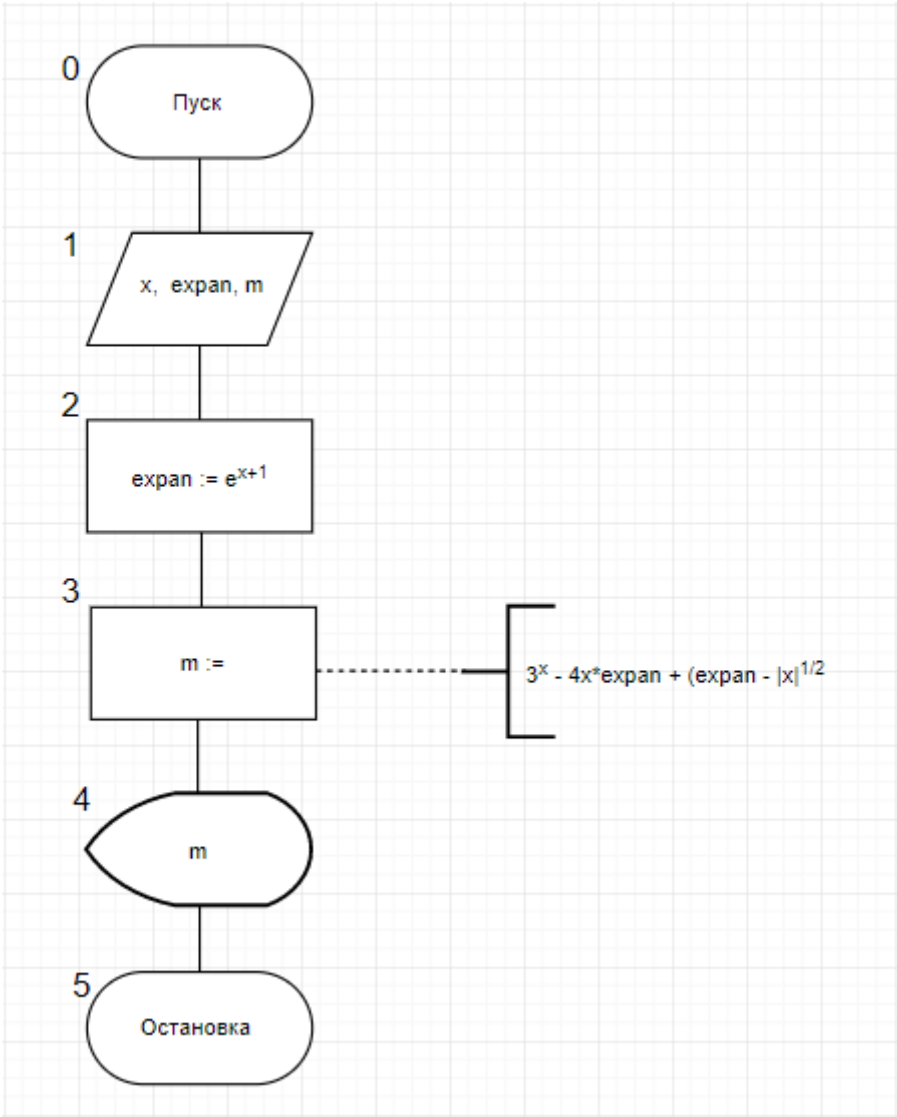 0
Пуск
1
x, expan, m
2
expan := e^x+1
3
m :=
3^x - 4x*expan + (expan - |x|^1/2
4
m
5
Остановка